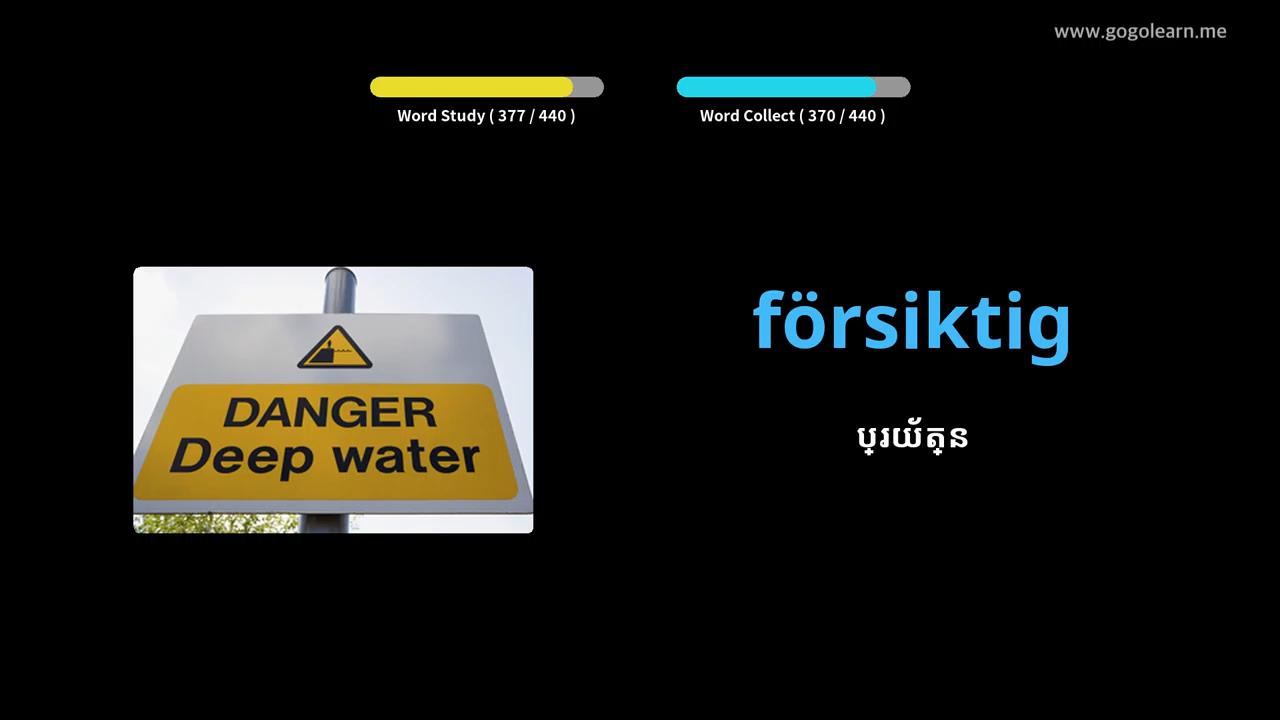 www.gogolearn.me
Word Study ( 377 / 440 )
Word Collect ( 370 / 440 )
DANGER
Deep water
försiktig
ប្រយ័ត្ន